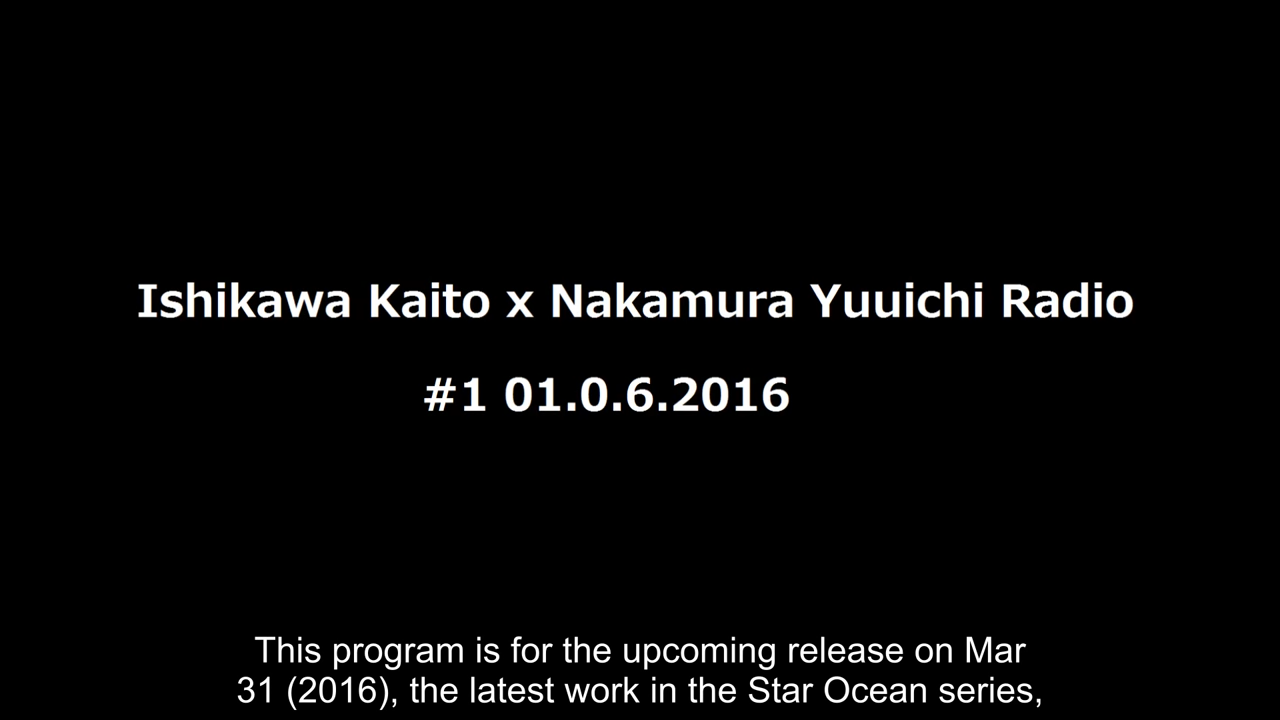 Ishikawa Kaito x Nakamura Yuuichi Radio
#1 01.0.6.2016
This program is for the upcoming release on Mar
31 (2016), the latest work in the Star Ocean series,